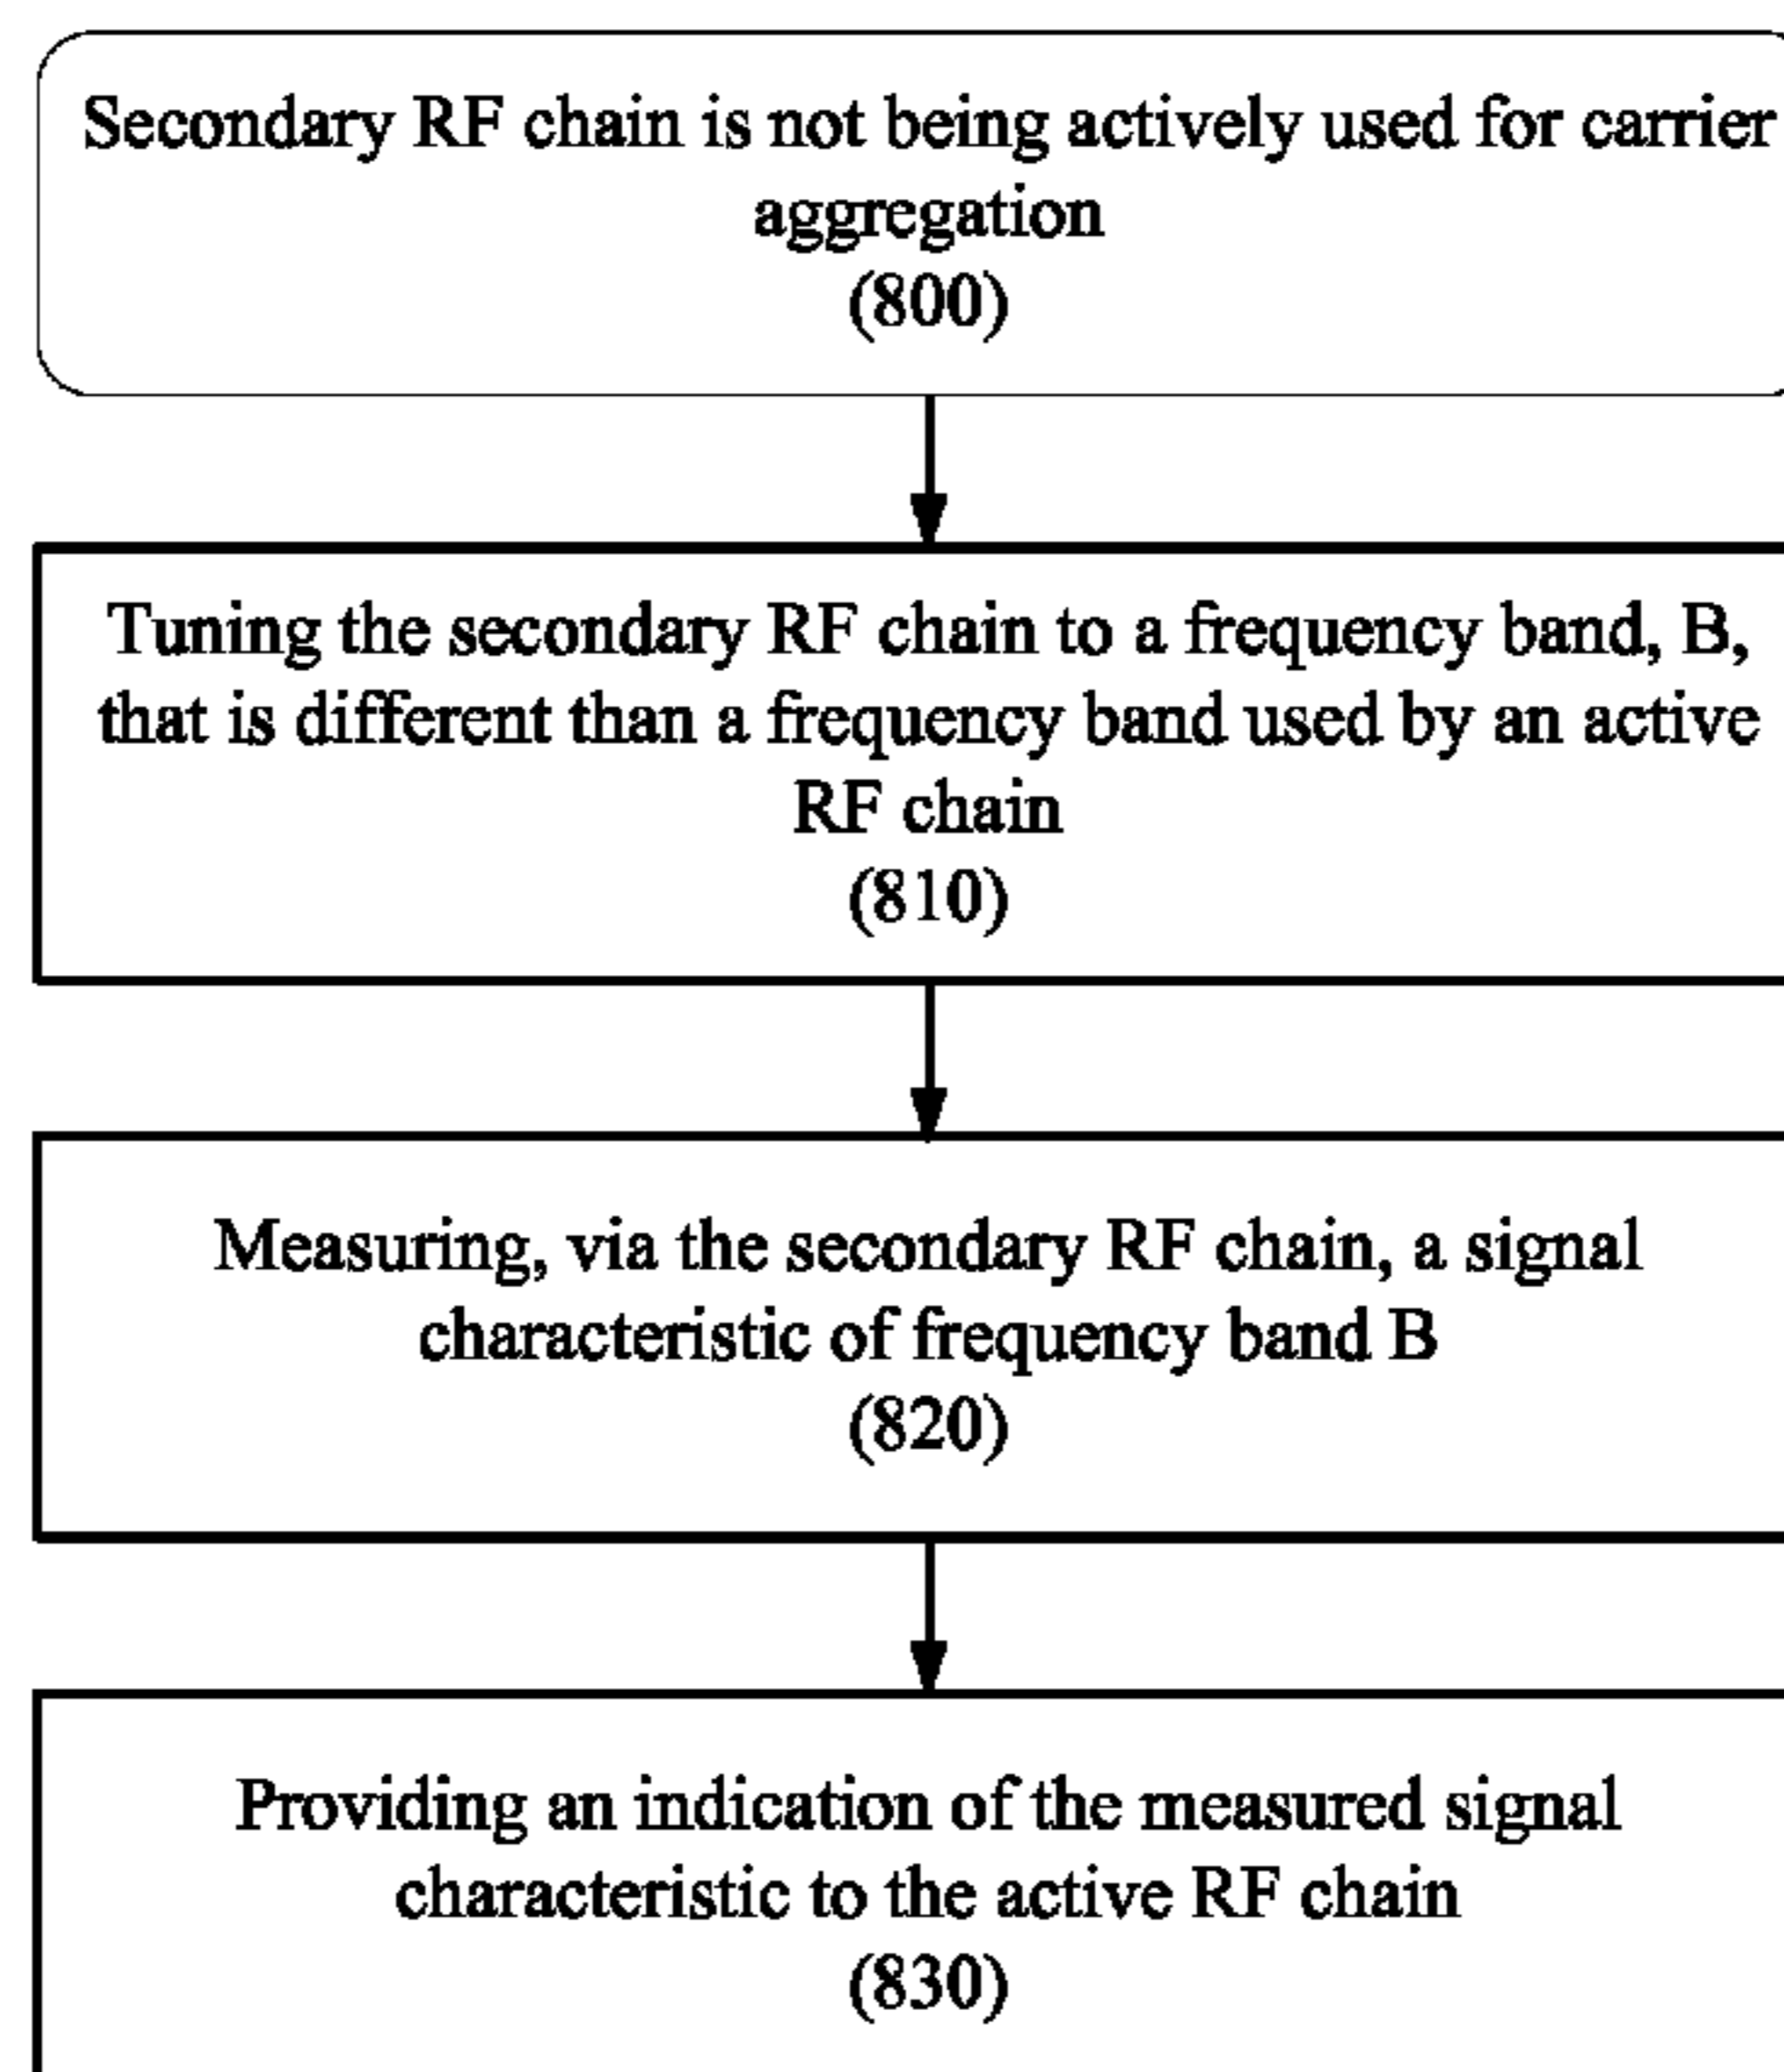 Secondary RF chain is not being actively used for carrier
aggregation
(800)
Tuning the secondary RF chain to a frequency band, B,
that is different than a frequency band used by an active
RF chain
(810)
Measuring, via the secondary RF chain, a signal
characteristic of frequency band B
(820)
Providing an indication of the measured signal
characteristic to the active RF chain
(830)